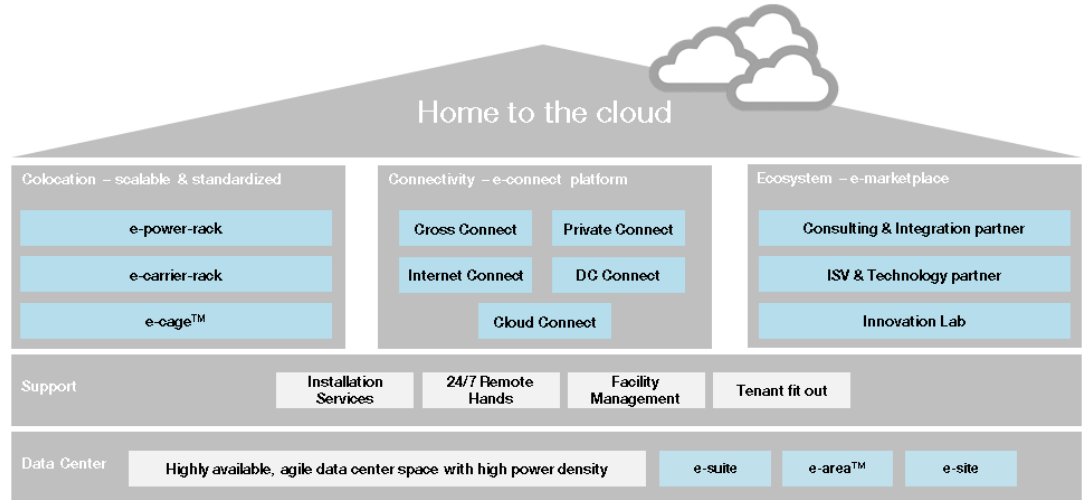 Home to the cloud
Colocation – scalable & standardized
e-power-rack
e-carrier-rack
e-cage™
Connectivity – e-connect platform
Cross Connect
Private Connect
Internet Connect
DC Connect
Cloud Connect
Ecosystem – e-marketplace
Consulting & Integration partner
ISV & Technology partner
Innovation Lab
Support
Installation
Services
24/7 Remote
Hands
Facility
Management
Tenant fit out
Data Center
Highly available, agile data center space with high power density
e-suite
e-area™
e-site